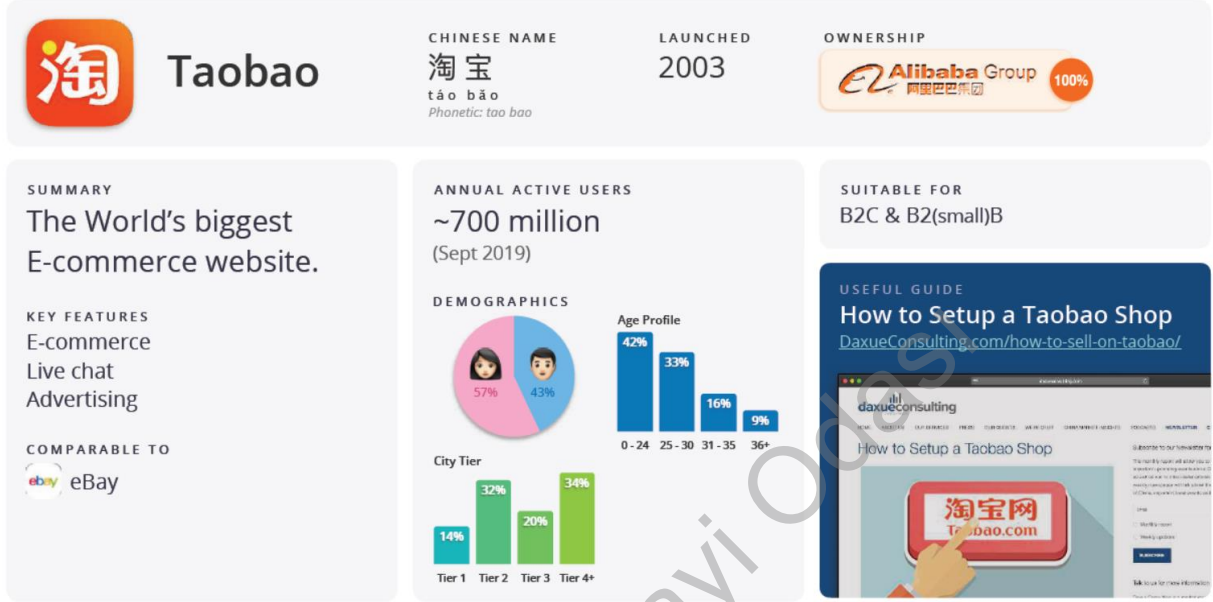 淘
Taobao
CHINESE NAME
淘宝
táo bǎo
Phonetic: tao bao
LAUNCHED
2003
OWNERSHIP
Alibaba Group
阿里巴巴集团
100%
SUMMARY
The World's biggest
E-commerce website.
KEY FEATURES
E-commerce
Live chat
Advertising
COMPARABLE TO
ebay eBay
ANNUAL ACTIVE USERS
~700 million
(Sept 2019)
DEMOGRAPHICS
57%
43%
Age Profile
42%
33%
16%
9%
0 - 24 25 - 30 31 - 35 36+
City Tier
14%
32%
20%
34%
Tier 1 Tier 2 Tier 3 Tier 4+
SUITABLE FOR
B2C & B2(small)B
USEFUL GUIDE
How to Setup a Taobao Shop
DaxueConsulting.com/how-to-sell-on-taobao/
daxueconsulting
How to Setup a Taobao Shop
淘宝网
Taobao.com
SUBSCRIBE
Odasi